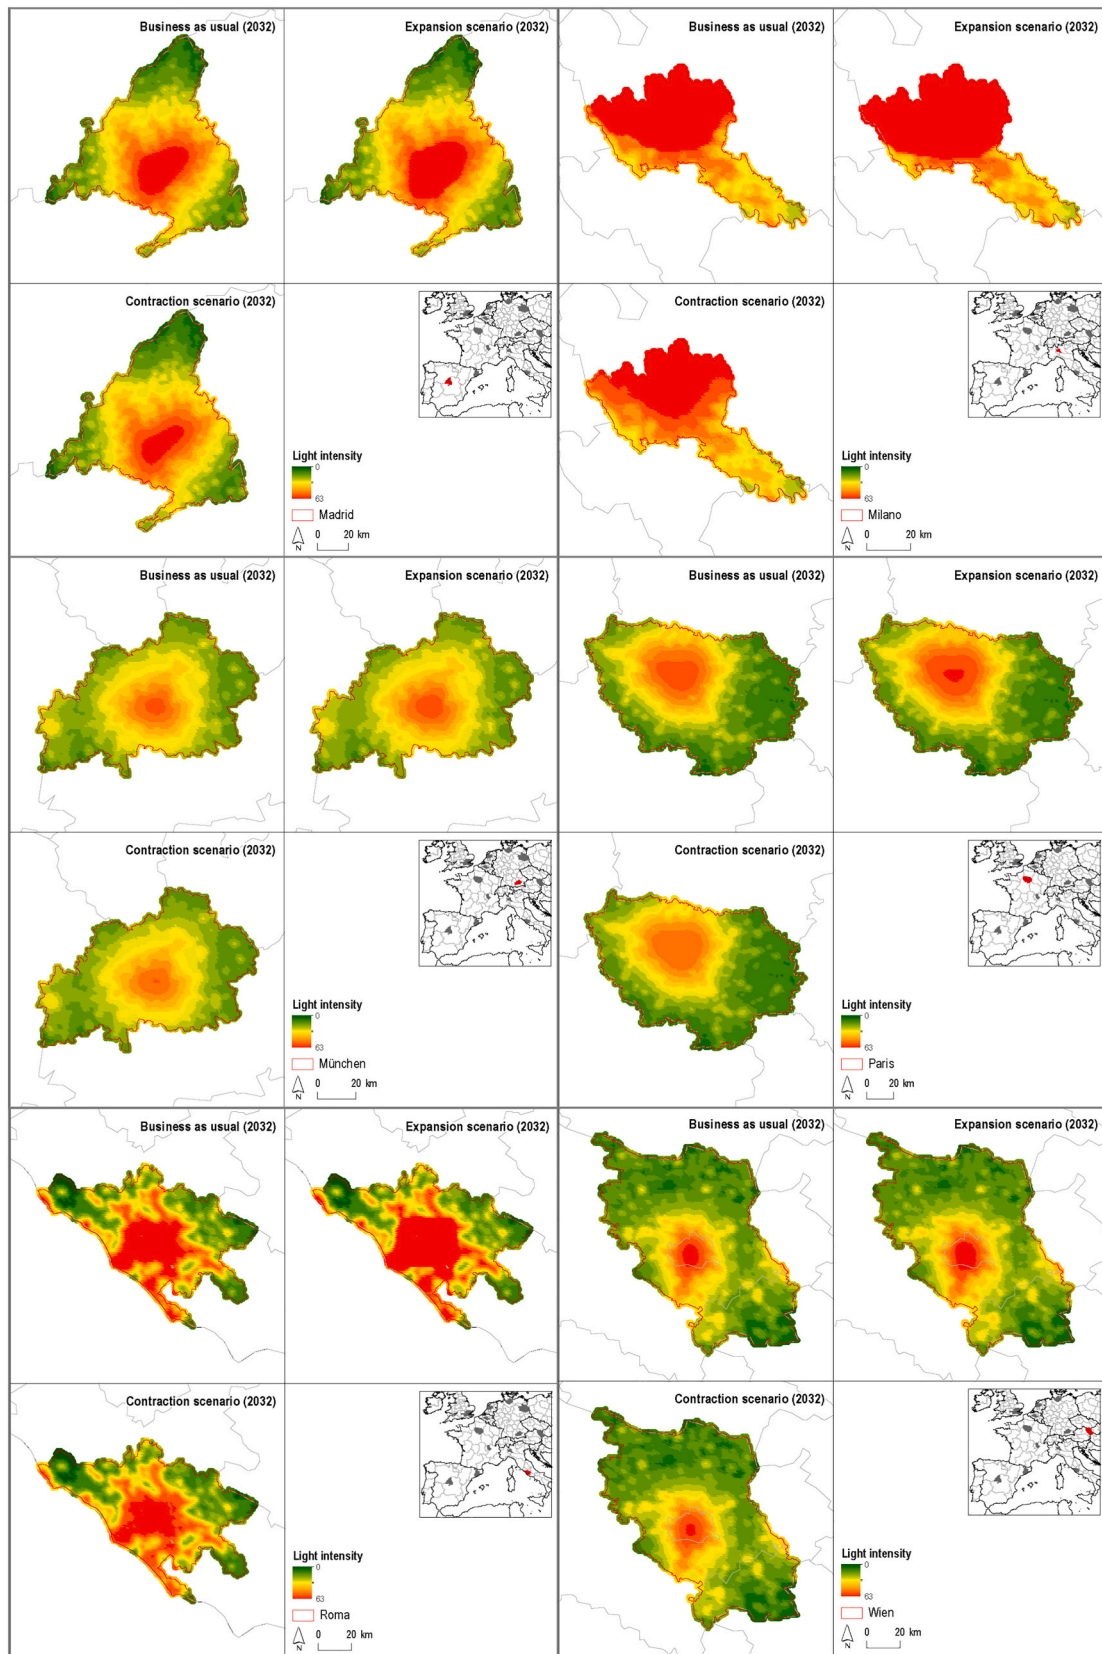 Business as usual (2032)
Expansion scenario (2032)
Business as usual (2032)
Expansion scenario (2032)
Contraction scenario (2032)
Light intensity
0
63
Madrid
N
0 20 km
Contraction scenario (2032)
Light intensity
0
63
Milano
N
0 20 km
Business as usual (2032)
Expansion scenario (2032)
Business as usual (2032)
Expansion scenario (2032)
Contraction scenario (2032)
Light intensity
0
63
München
N
0 20 km
Contraction scenario (2032)
Light intensity
0
63
Paris
N
0 20 km
Business as usual (2032)
Expansion scenario (2032)
Business as usual (2032)
Expansion scenario (2032)
Contraction scenario (2032)
Light intensity
0
63
Roma
N
0 20 km
Contraction scenario (2032)
Light intensity
0
63
Wien
N
0 20 km